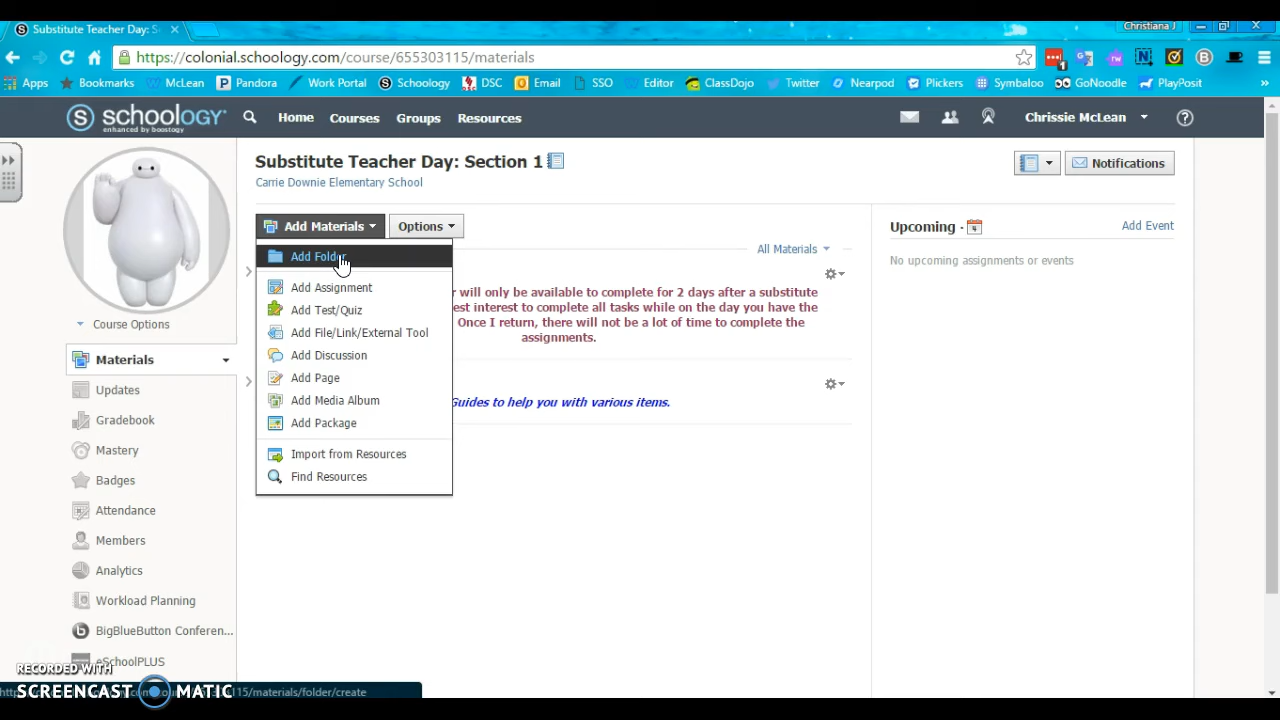 Substitute Teacher Day: S
Christiana J
https://colonial.schoology.com/course/655303115/materials
Apps
Bookmarks
McLean
Pandora
Work Portal
Schoology
DSC
Email
SSO
Editor
ClassDojo
Twitter
Nearpod
Plickers
Symbaloo
GoNoodle
PlayPosit
schoology
enhanced by boostogy
Home
Courses
Groups
Resources
Chrissie McLean
Substitute Teacher Day: Section 1
Notifications
Carrie Downie Elementary School
Add Materials
Options
Upcoming
Add Event
All Materials
No upcoming assignments or events
Add Folder
Add Assignment
Add Test/Quiz
Add File/Link/External Tool
Add Discussion
Add Page
Add Media Album
Add Package
Import from Resources
Find Resources
r will only be available to complete for 2 days after a substitute
est interest to complete all tasks while on the day you have the
Once I return, there will not be a lot of time to complete the
assignments.
Guides to help you with various items.
Course Options
Materials
Updates
Gradebook
Mastery
Badges
Attendance
Members
Analytics
Workload Planning
BigBlueButton Conferen...
eSchoolPLUS
RECORDED WITH
SCREENCAST MATIC
115/materials/folder/create